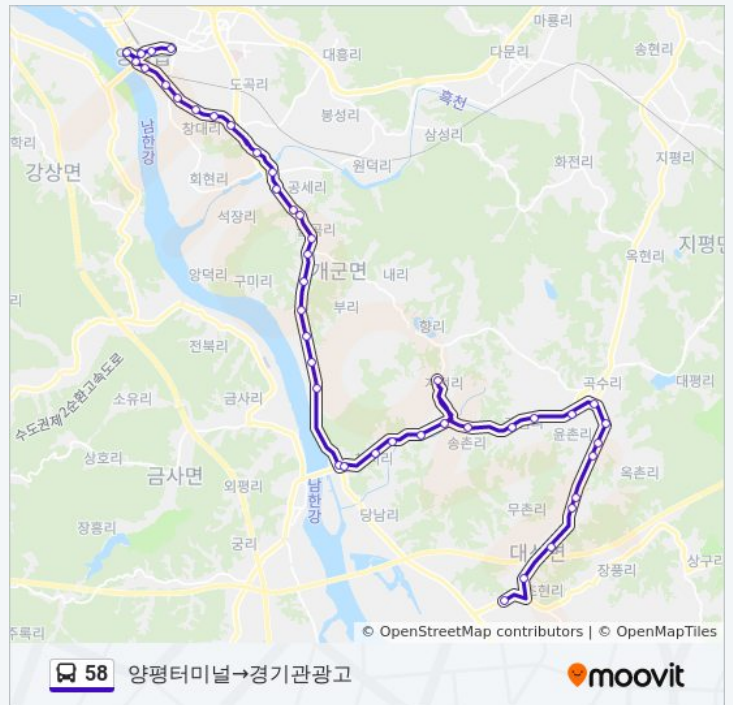 마룡리
대흥리
다문리
송현리
도곡리
봉성리
흑천
창대리
삼성리
학리
남한강
원덕리
화전리
지평리
강상면
회현리
공세리
석장리
지평면
옥현리
양덕리
구미리
개군면
내리
부리
향리
전북리
수도권제2순환고속도로
소유리
금사리
곡수리
대평리
송촌리
윤촌리
상호리
금사면
외평리
옥촌리
남한강
당남리
무촌리
장흥리
궁리
상구리
장풍리
주록리
© OpenStreetMap contributors | © OpenMapTiles
58 양평터미널→경기관광고
moovit